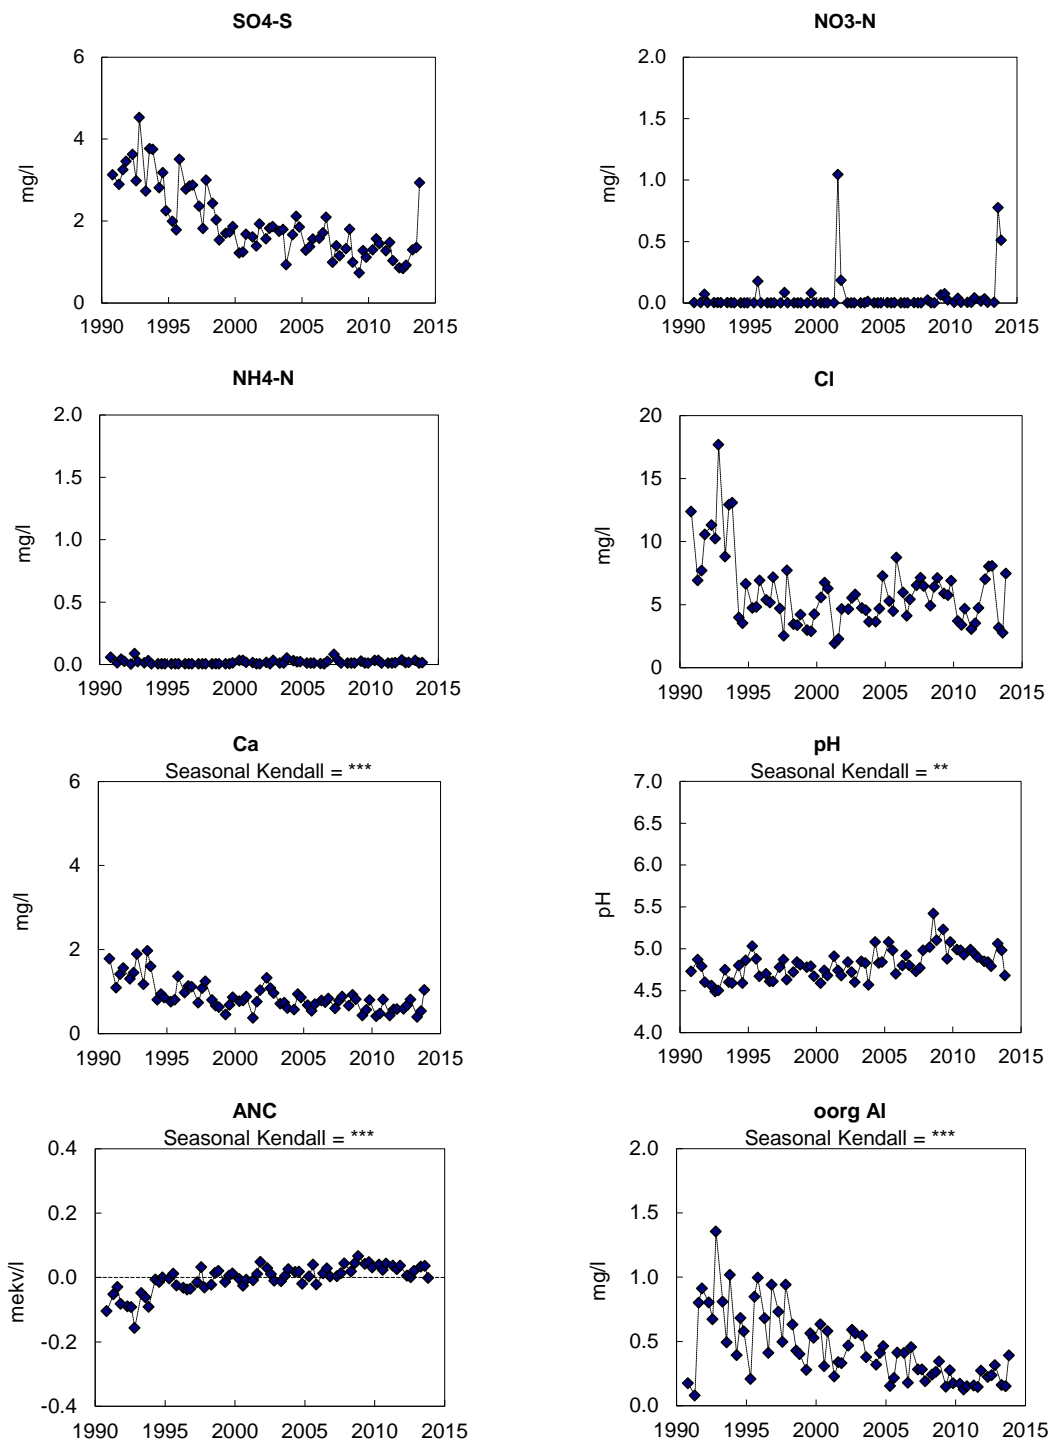 SO4-S
6
4
2
0
mg/l
1990 1995 2000 2005 2010 2015
NO3-N
2.0
1.5
1.0
0.5
0.0
mg/l
1990 1995 2000 2005 2010 2015
NH4-N
2.0
1.5
1.0
0.5
0.0
mg/l
1990 1995 2000 2005 2010 2015
Cl
20
15
10
5
0
mg/l
1990 1995 2000 2005 2010 2015
Ca
Seasonal Kendall = ***
6
4
2
0
mg/l
1990 1995 2000 2005 2010 2015
pH
Seasonal Kendall = **
7.0
6.5
6.0
5.5
5.0
4.5
4.0
pH
1990 1995 2000 2005 2010 2015
ANC
Seasonal Kendall = ***
0.4
0.2
0.0
-0.2
-0.4
mekv/l
1990 1995 2000 2005 2010 2015
oorg Al
Seasonal Kendall = ***
2.0
1.5
1.0
0.5
0.0
mg/l
1990 1995 2000 2005 2010 2015